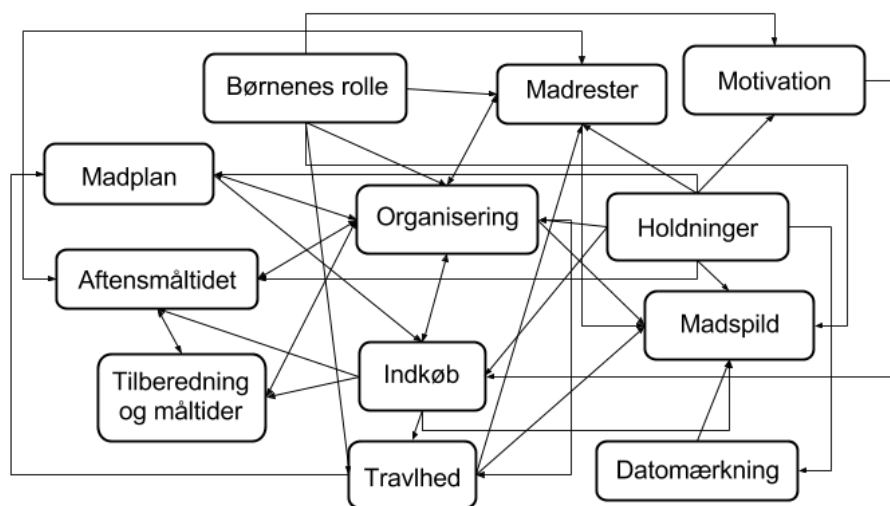 Børnenes rolle
Madrester
Motivation
Madplan
Organisering
Holdninger
Aftensmåltidet
Madspild
Tilberedning
og måltider
Indkøb
Travlhed
Datomærkning